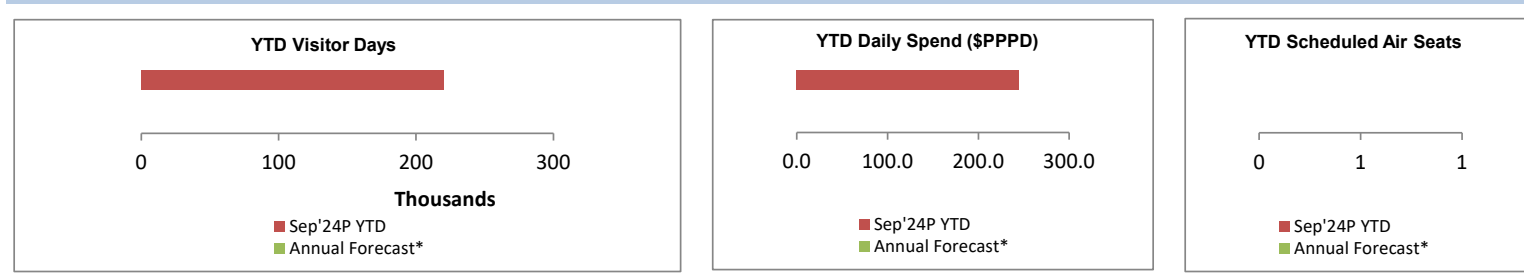 YTD Visitor Days
0 100 200 300
Thousands
Sep'24P YTD
Annual Forecast*
YTD Daily Spend ($PPPD)
0.0 100.0 200.0 300.0
Sep'24P YTD
Annual Forecast*
YTD Scheduled Air Seats
0 1 1
Sep'24P YTD
Annual Forecast*